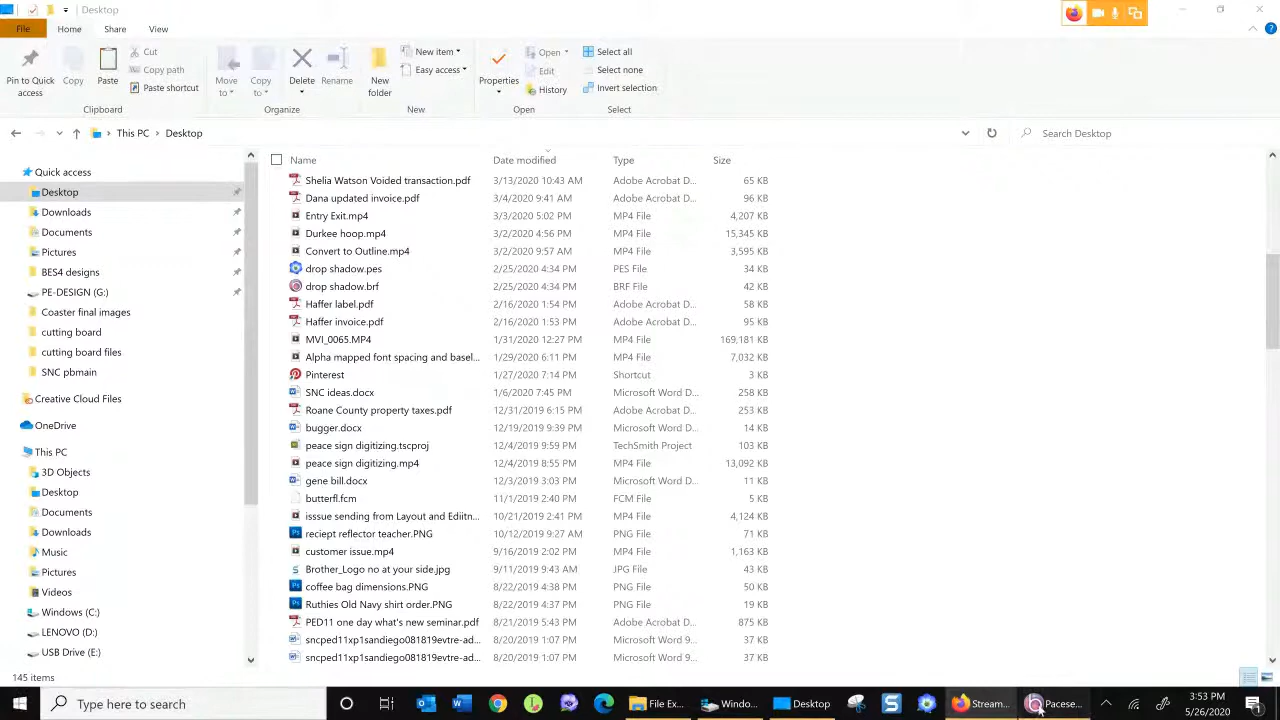 Desktop
File Home Share View
Pin to Quick access
Copy
Paste
Cut
Copy path
Paste shortcut
Clipboard
Move to
Copy to
Delete
Rename
Organize
New folder
New item
Easy access
New
Properties
Open
Edit
History
Open
Select all
Select none
Invert selection
Select
This PC > Desktop
Search Desktop
Quick access
Desktop
Downloads
Documents
Pictures
BES4 designs
PE-DESIGN (G:)
Coaster final images
cutting board
cutting board files
SNC pbmain
Creative Cloud Files
OneDrive
This PC
3D Objects
Desktop
Documents
Downloads
Music
Pictures
Videos
Windows (C:)
LENOVO (D:)
USB Drive (E:)
Name Date modified Type Size
Shelia Watson Voided transaction.pdf 3/13/2020 10:43 AM Adobe Acrobat D... 65 KB
Dana updated invoice.pdf 3/4/2020 9:41 AM Adobe Acrobat D... 96 KB
Entry Exit.mp4 3/3/2020 5:02 PM MP4 File 4,207 KB
Durkee hoop.mp4 3/2/2020 4:56 PM MP4 File 15,345 KB
Convert to Outline.mp4 3/2/2020 9:57 AM MP4 File 3,595 KB
drop shadow.pes 2/25/2020 4:34 PM PES File 34 KB
drop shadow.brf 2/25/2020 4:34 PM BRF File 42 KB
Haffer label.pdf 2/16/2020 1:54 PM Adobe Acrobat D... 58 KB
Haffer invoice.pdf 2/16/2020 1:53 PM Adobe Acrobat D... 95 KB
MVI_0065.MP4 1/31/2020 12:27 PM MP4 File 169,181 KB
Alpha mapped font spacing and basel... 1/29/2020 6:11 PM MP4 File 7,032 KB
Pinterest 1/27/2020 7:14 PM Shortcut 3 KB
SNC ideas.docx 1/6/2020 7:45 PM Microsoft Word D... 258 KB
Roane County property taxes.pdf 12/31/2019 6:15 PM Adobe Acrobat D... 253 KB
bugger.docx 12/19/2019 9:39 PM Microsoft Word D... 14 KB
peace sign digitizing.tscproj 12/4/2019 9:59 PM TechSmith Project 103 KB
peace sign digitizing.mp4 12/4/2019 8:55 PM MP4 File 13,092 KB
gene bill.docx 12/3/2019 3:03 PM Microsoft Word D... 11 KB
butterfl.fcm 11/1/2019 2:40 PM FCM File 5 KB
isssue sending from Layout and Ediitn... 10/21/2019 2:41 PM MP4 File 4,124 KB
reciept reflector teacher.PNG 10/12/2019 9:27 AM PNG File 71 KB
customer issue.mp4 9/16/2019 2:02 PM MP4 File 1,163 KB
Brother_Logo no at your side.jpg 9/11/2019 9:43 AM JPG File 43 KB
coffee bag dimensions.PNG 8/22/2019 4:38 PM PNG File 50 KB
Ruthies Old Navy shirt order.PNG 8/22/2019 4:37 PM PNG File 19 KB
PED11 one day what's new seminar.pdf 8/21/2019 5:43 PM Adobe Acrobat D... 875 KB
sncped11xp1sandiego081819evtre-ad... 8/20/2019 1:07 PM Microsoft Word 9... 37 KB
sncped11xp1sandiego081819evtre-ad... 8/20/2019 1:07 PM Microsoft Word 9... 37 KB
145 items
Type here to search
File Ex...
Windo...
Desktop
Stream...
Pacese...
3:53 PM
5/26/2020